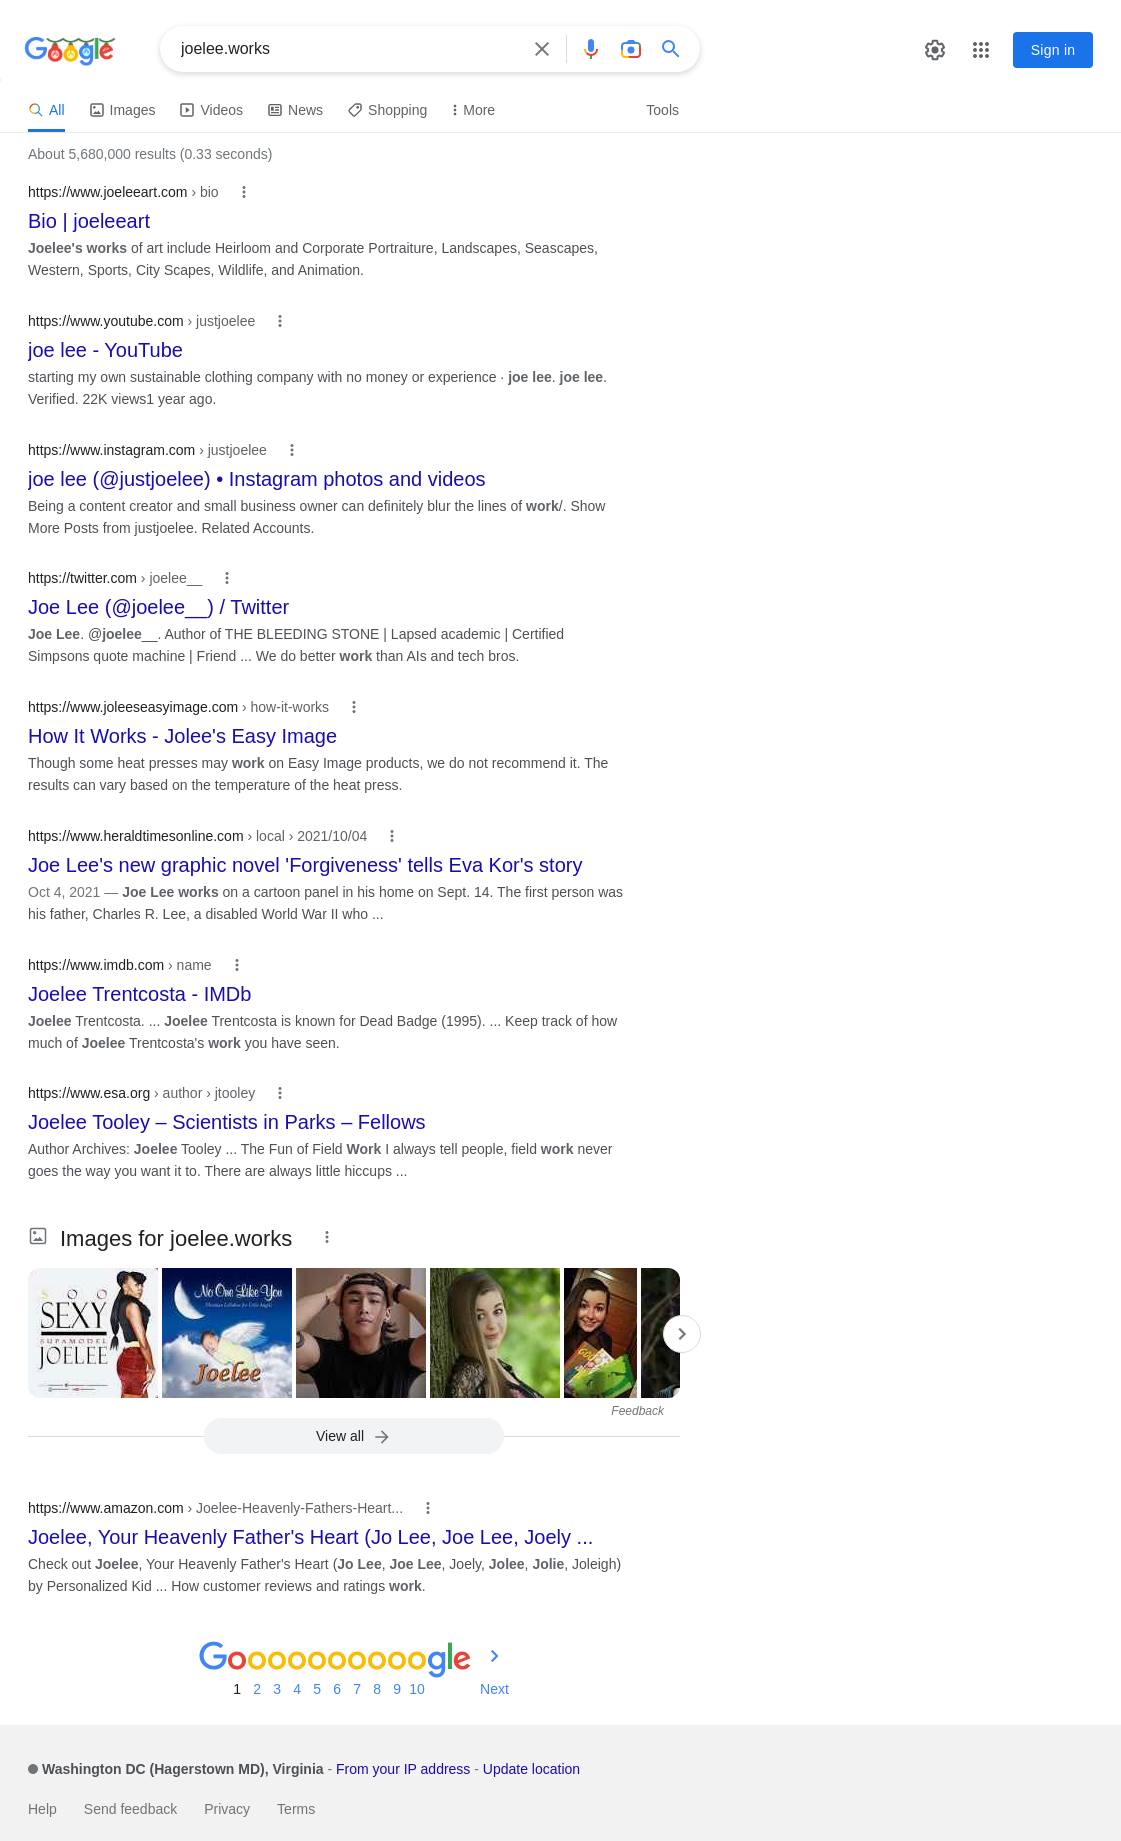 Google
joelee.works
Sign in
All
Images
Videos
News
Shopping
More
Tools
About 5,680,000 results (0.33 seconds)
https://www.joeleeart.com › bio
Bio | joeleeart
Joelee's works of art include Heirloom and Corporate Portraiture, Landscapes, Seascapes,
Western, Sports, City Scapes, Wildlife, and Animation.
https://www.youtube.com › justjoelee
joe lee - YouTube
starting my own sustainable clothing company with no money or experience · joe lee. joe lee.
Verified. 22K views1 year ago.
https://www.instagram.com › justjoelee
joe lee (@justjoelee) • Instagram photos and videos
Being a content creator and small business owner can definitely blur the lines of work/. Show
More Posts from justjoelee. Related Accounts.
https://twitter.com › joelee__
Joe Lee (@joelee__) / Twitter
Joe Lee. @joelee__. Author of THE BLEEDING STONE | Lapsed academic | Certified
Simpsons quote machine | Friend ... We do better work than AIs and tech bros.
https://www.joleeseasyimage.com › how-it-works
How It Works - Jolee's Easy Image
Though some heat presses may work on Easy Image products, we do not recommend it. The
results can vary based on the temperature of the heat press.
https://www.heraldtimesonline.com › local › 2021/10/04
Joe Lee's new graphic novel 'Forgiveness' tells Eva Kor's story
Oct 4, 2021 — Joe Lee works on a cartoon panel in his home on Sept. 14. The first person was
his father, Charles R. Lee, a disabled World War II who ...
https://www.imdb.com › name
Joelee Trentcosta - IMDb
Joelee Trentcosta. ... Joelee Trentcosta is known for Dead Badge (1995). ... Keep track of how
much of Joelee Trentcosta's work you have seen.
https://www.esa.org › author › jtooley
Joelee Tooley – Scientists in Parks – Fellows
Author Archives: Joelee Tooley ... The Fun of Field Work I always tell people, field work never
goes the way you want it to. There are always little hiccups ...
Images for joelee.works
SOO
SEXY
SUPAMODEL
JOELEE
No One Like You
Joelee
Feedback
View all
https://www.amazon.com › Joelee-Heavenly-Fathers-Heart...
Joelee, Your Heavenly Father's Heart (Jo Lee, Joe Lee, Joely ...
Check out Joelee, Your Heavenly Father's Heart (Jo Lee, Joe Lee, Joely, Jolee, Jolie, Joleigh)
by Personalized Kid ... How customer reviews and ratings work.
Goooooooooogle
1 2 3 4 5 6 7 8 9 10 Next
Washington DC (Hagerstown MD), Virginia - From your IP address - Update location
Help
Send feedback
Privacy
Terms